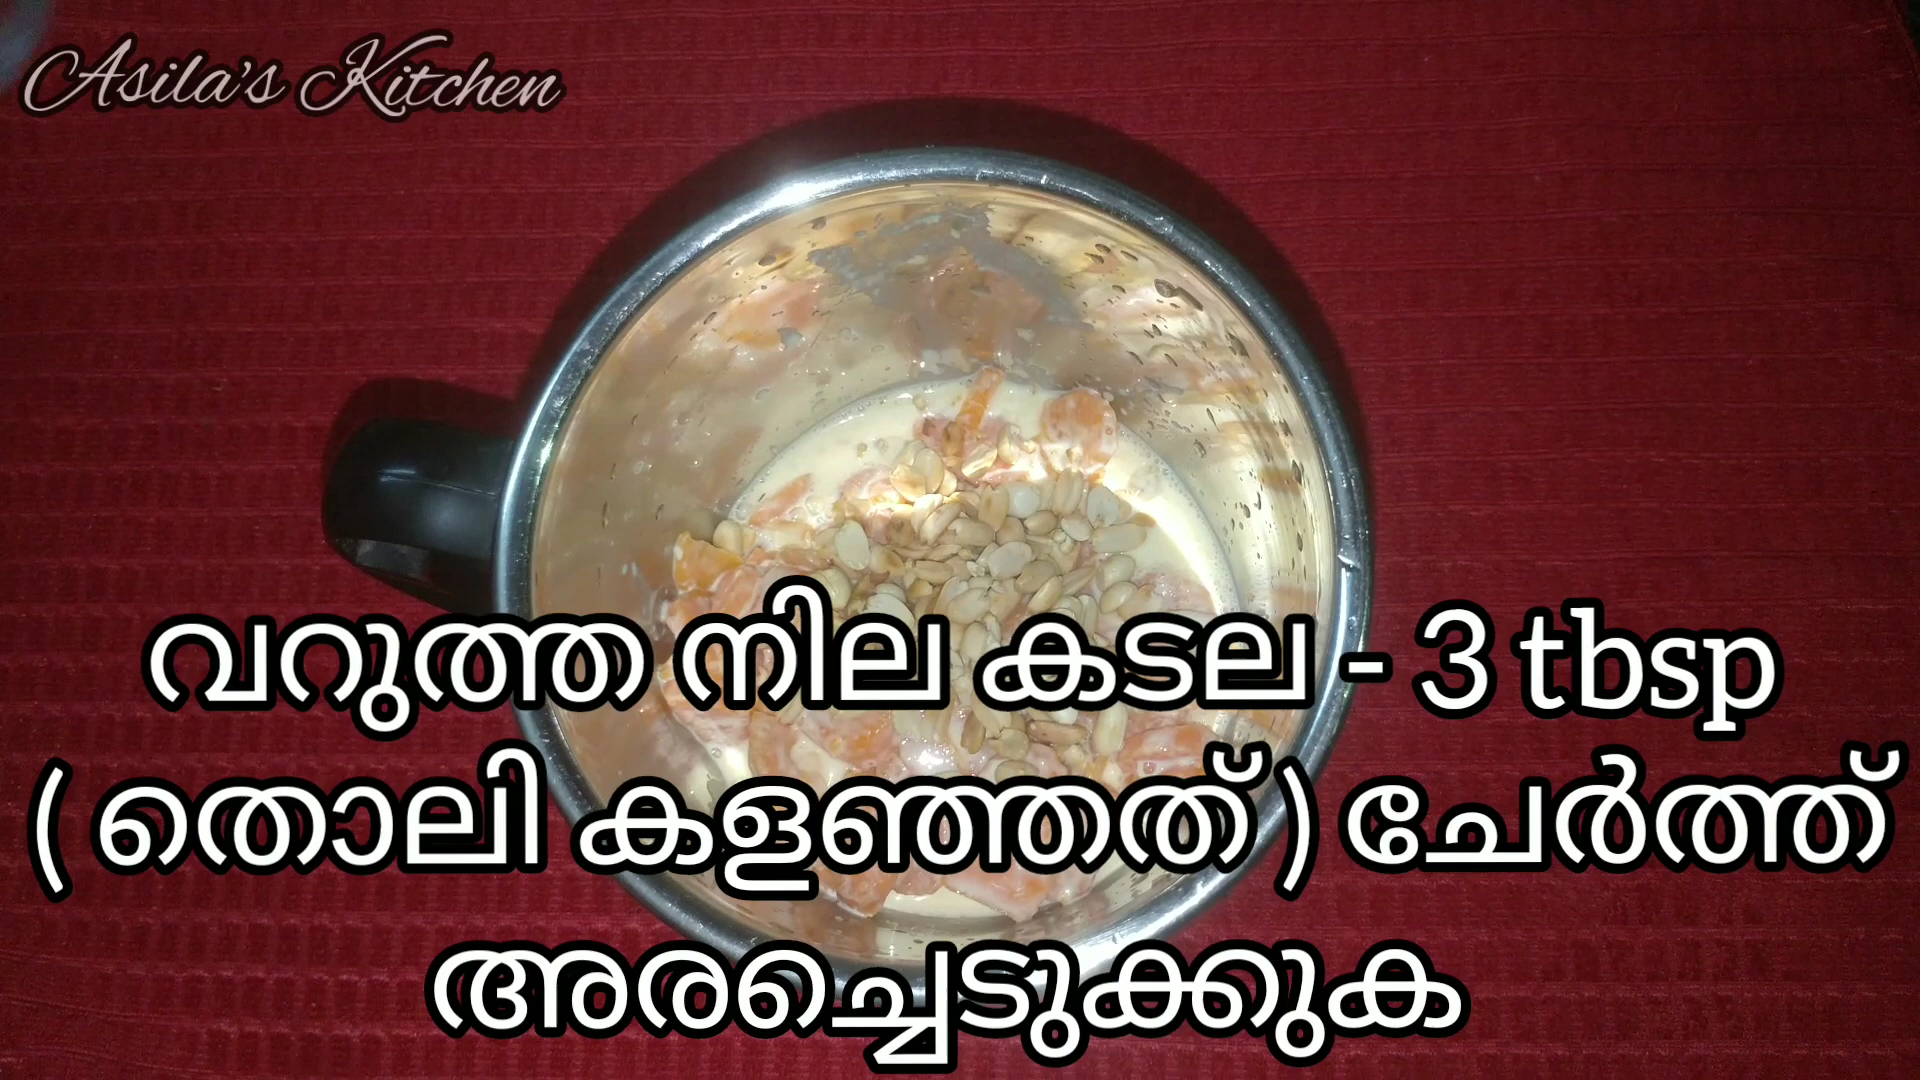 Asila's Kitchen
വറുത്ത നില കടല - 3 tbsp
( തൊലി കളഞ്ഞത് ) ചേർത്ത്
അരച്ചെടുക്കുക